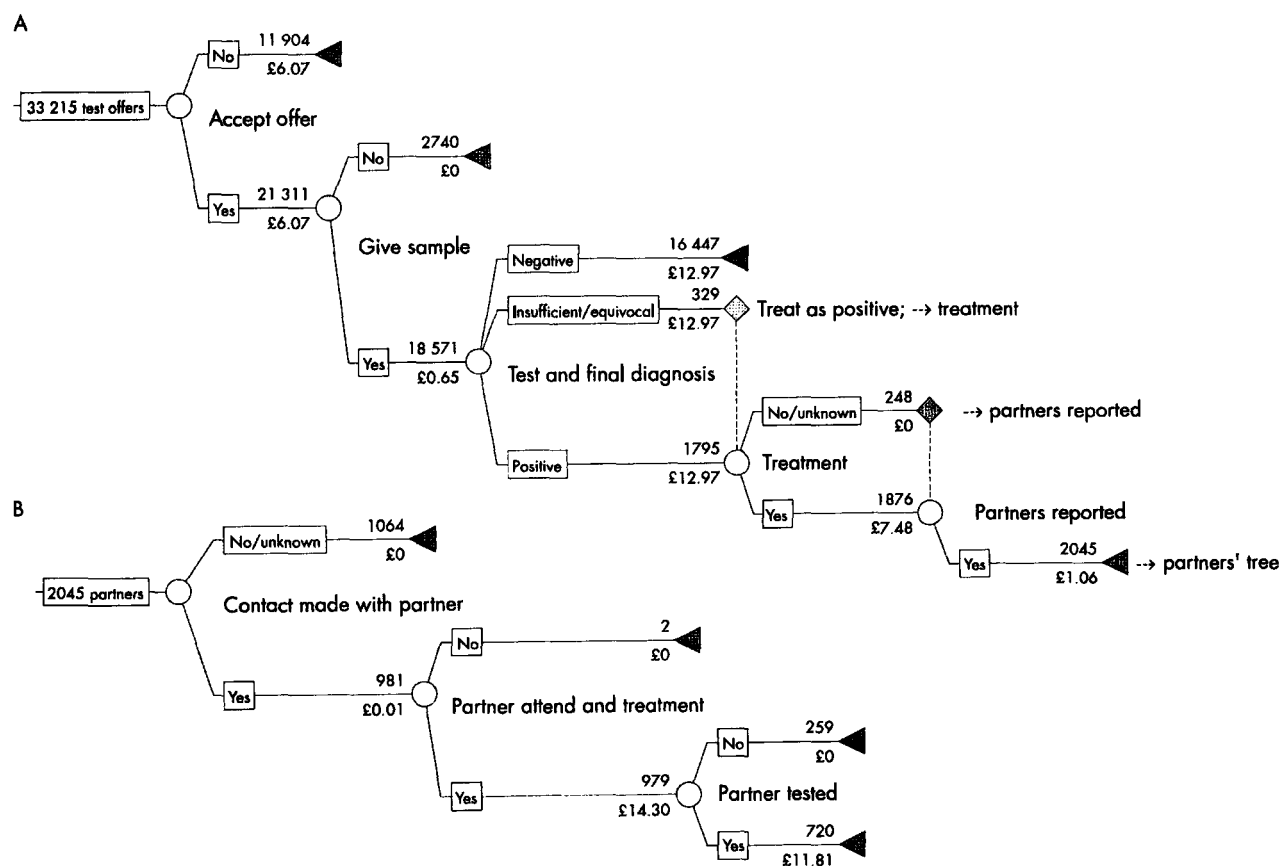 A
No
11 904
£6.07
33 215 test offers
Accept offer
No
2740
£0
Yes
21 311
£6.07
Give sample
Negative
16 447
£12.97
Insufficient/equivocal
329
£12.97
Treat as positive; --> treatment
Yes
18 571
£0.65
Test and final diagnosis
No/unknown
248
£0
--> partners reported
Positive
1795
£12.97
Treatment
Yes
1876
£7.48
Partners reported
Yes
2045
£1.06
--> partners' tree
B
No/unknown
1064
£0
2045 partners
Contact made with partner
No
2
£0
Yes
981
£0.01
Partner attend and treatment
No
259
£0
Yes
979
£14.30
Partner tested
Yes
720
£11.81